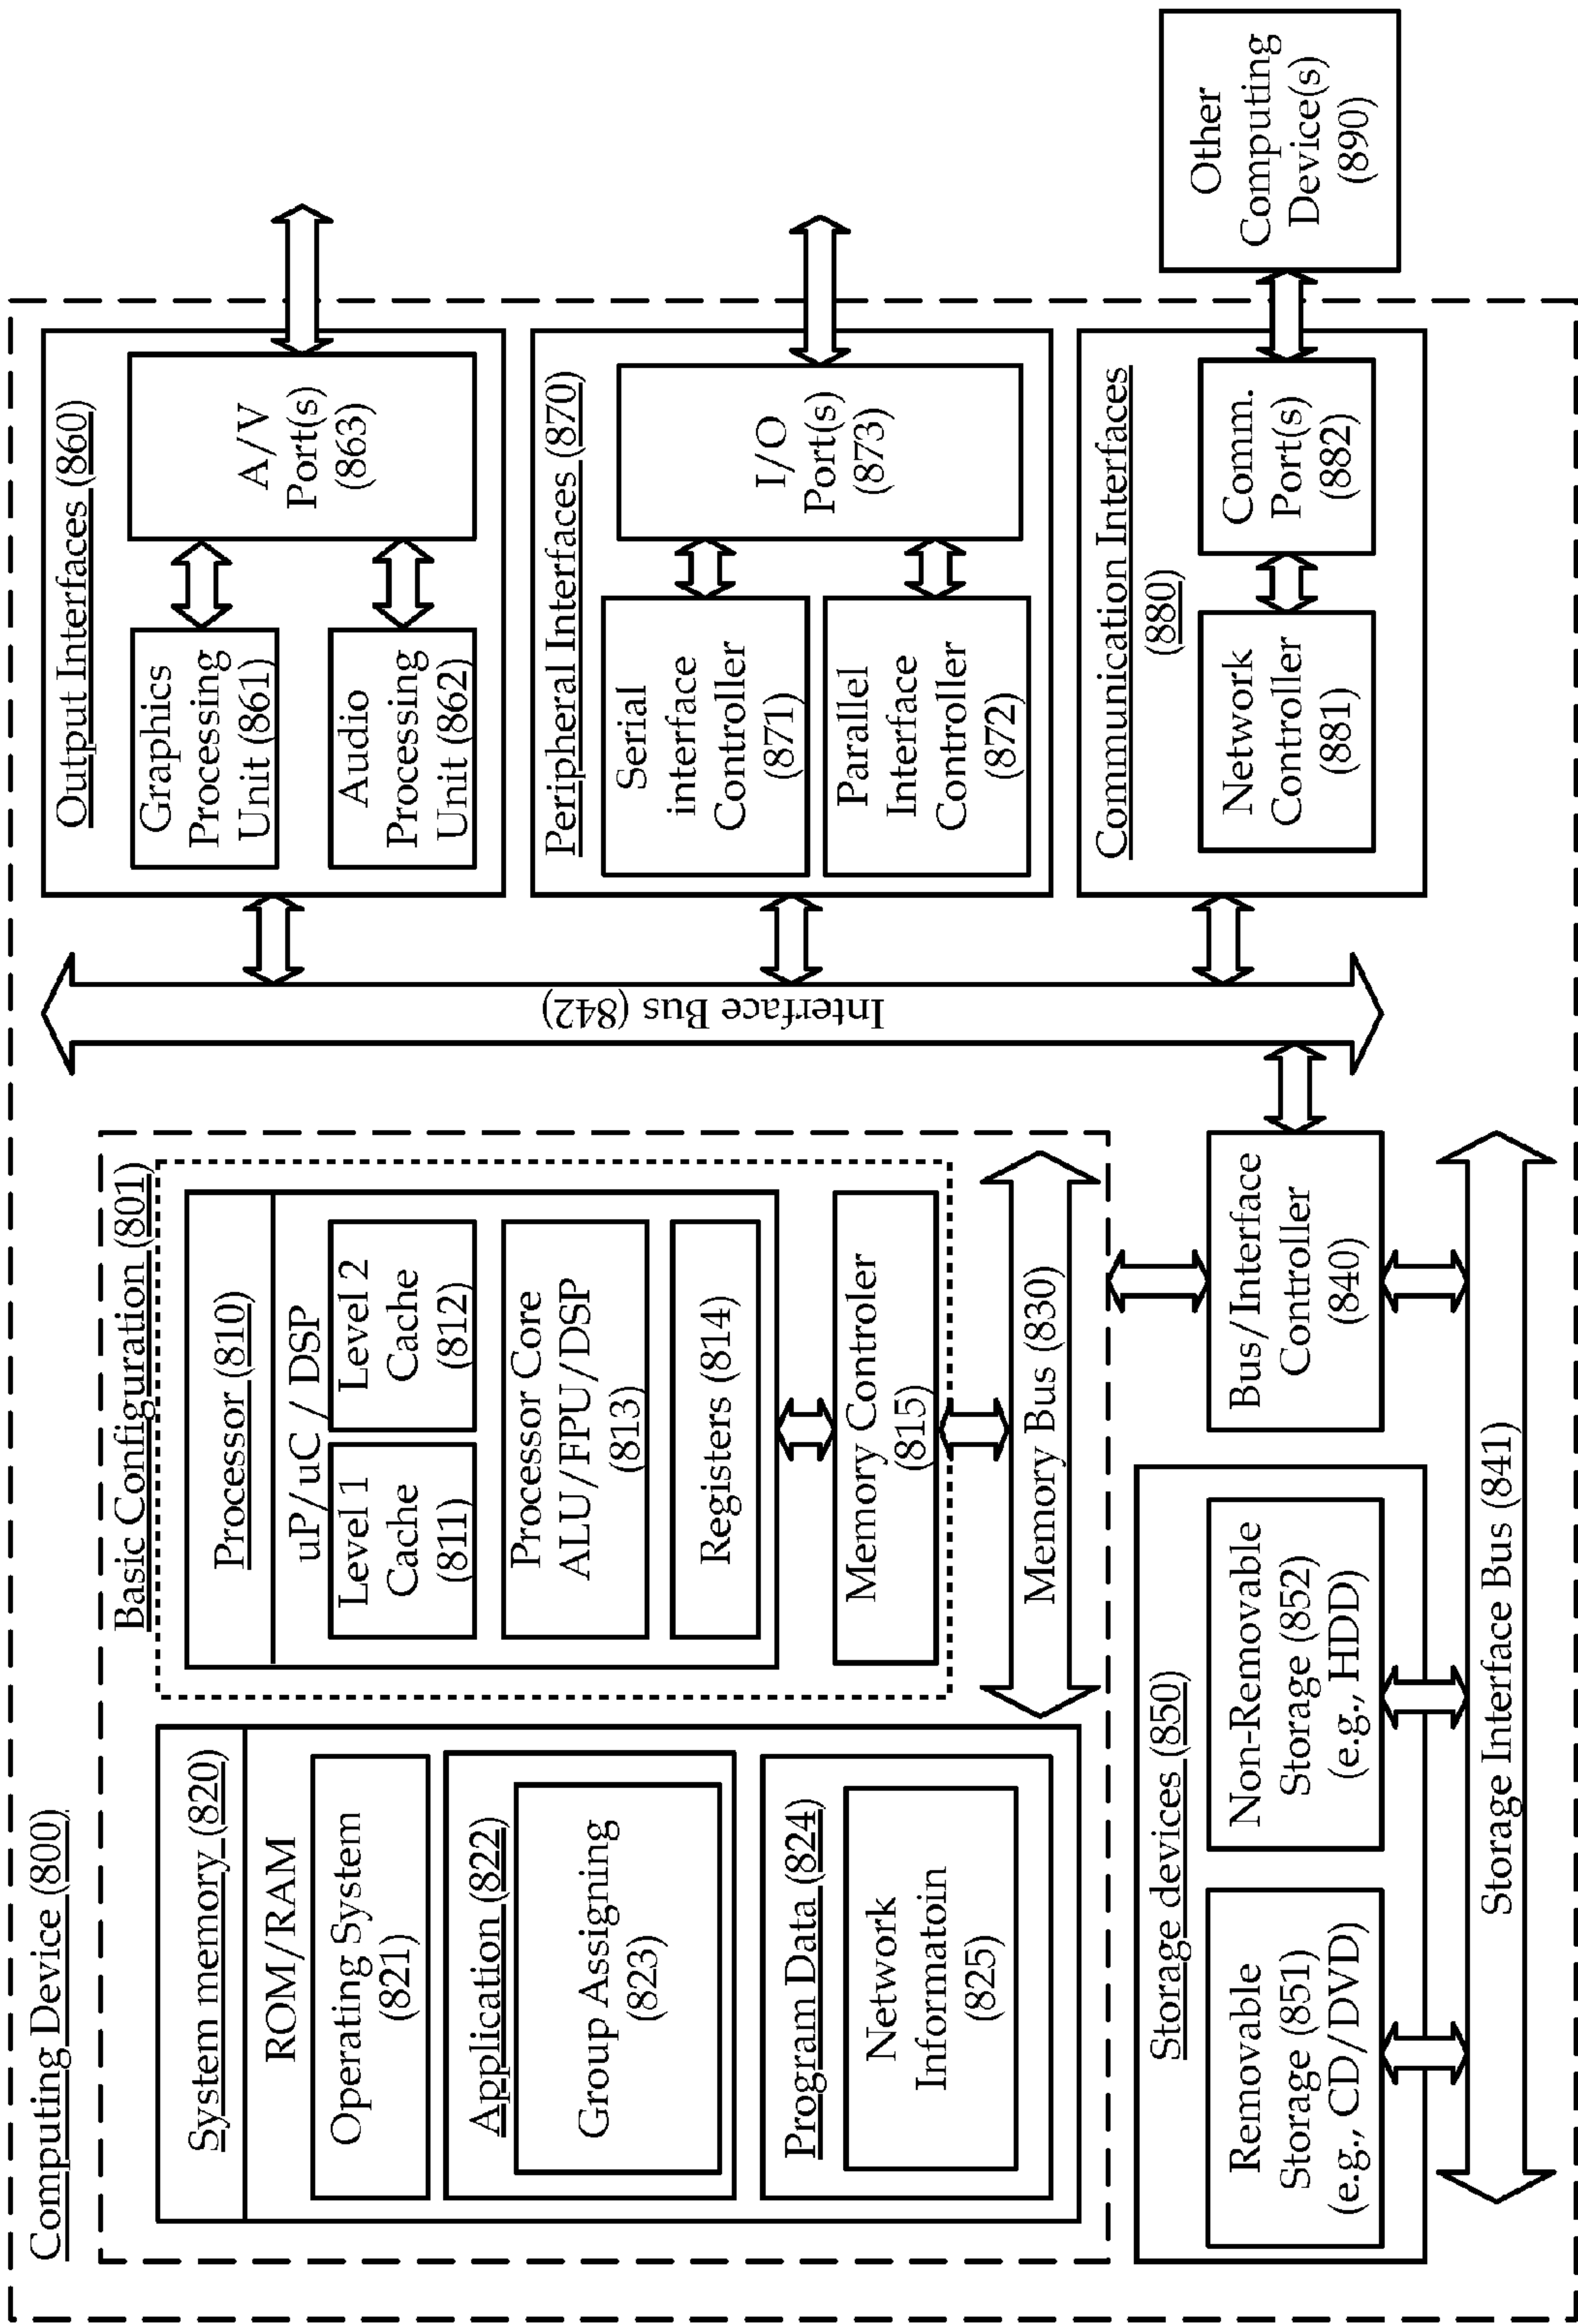 Computing Device (800)
Basic Configuration (801)
System memory (820)
ROM/RAM
Operating System
(821)
Application (822)
Group Assigning
(823)
Program Data (824)
Network
Informatoin
(825)
Processor (810)
uP/uC / DSP
Level 1
Cache
(811)
Level 2
Cache
(812)
Processor Core
ALU/FPU/DSP
(813)
Registers (814)
Memory Controler
(815)
Memory Bus (830)
Bus/Interface
Controller
(840)
Storage devices (850)
Removable
Storage (851)
(e.g., CD/DVD)
Non-Removable
Storage (852)
(e.g., HDD)
Storage Interface Bus (841)
Interface Bus (842)
Output Interfaces (860)
Graphics
Processing
Unit (861)
Audio
Processing
Unit (862)
A/V
Port(s)
(863)
Peripheral Interfaces (870)
Serial
interface
Controller
(871)
Parallel
Interface
Controller
(872)
I/O
Port(s)
(873)
Communication Interfaces
(880)
Network
Controller
(881)
Comm.
Port(s)
(882)
Other
Computing
Device(s)
(890)